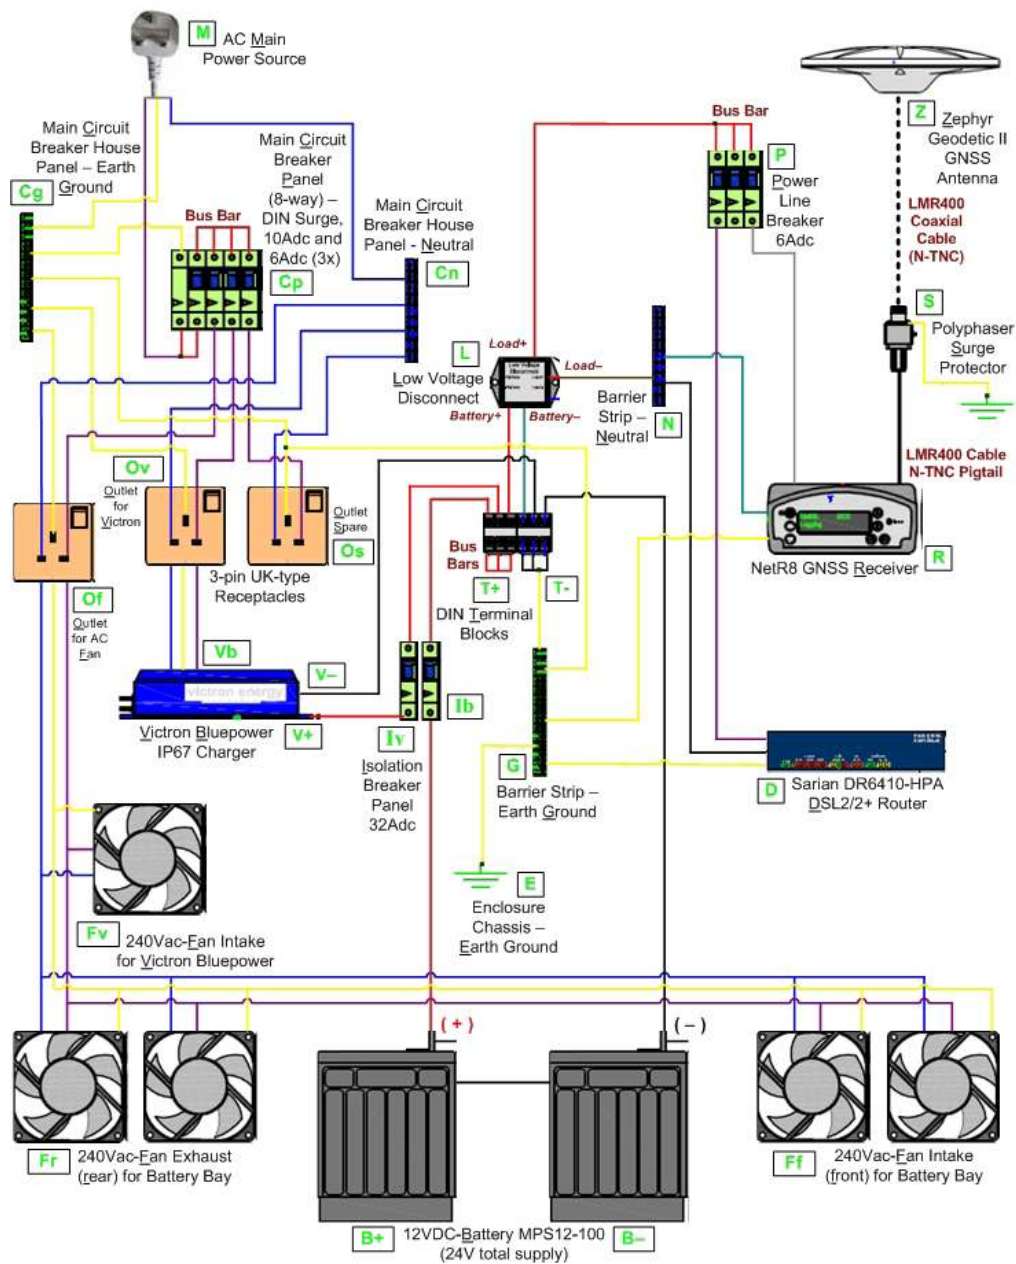 M
AC Main
Power Source
Z
Zephyr
Geodetic II
GNSS
Antenna
LMR400
Coaxial
Cable
(N-TNC)
Bus Bar
P
Power
Line
Breaker
6Adc
Main Circuit
Breaker House
Panel – Earth
Ground
Cg
Main Circuit
Breaker
Panel
(8-way) –
DIN Surge,
10Adc and
6Adc (3x)
Cp
Bus Bar
Main Circuit
Breaker House
Panel - Neutral
Cn
S
Polyphaser
Surge
Protector
L
Low Voltage
Disconnect
Load+
Low Voltage
Disconnect
Load–
Battery+
Battery–
Barrier
Strip –
Neutral
N
LMR400 Cable
N-TNC Pigtail
Ov
Outlet
for
Victron
Outlet
Spare
Os
3-pin UK-type
Receptacles
Of
Outlet
for AC
Fan
Bus
Bars
T+
T-
DIN Terminal
Blocks
NetR8 GNSS Receiver
R
Vb
victron energy
V–
V+
Victron Bluepower
IP67 Charger
Iv
Ib
Isolation
Breaker
Panel
32Adc
G
Barrier Strip –
Earth Ground
D
Sarian DR6410-HPA
DSL2/2+ Router
E
Enclosure
Chassis –
Earth Ground
Fv
240Vac-Fan Intake
for Victron Bluepower
(+)
(–)
Fr
240Vac-Fan Exhaust
(rear) for Battery Bay
Ff
240Vac-Fan Intake
(front) for Battery Bay
B+
12VDC-Battery MPS12-100
(24V total supply)
B–